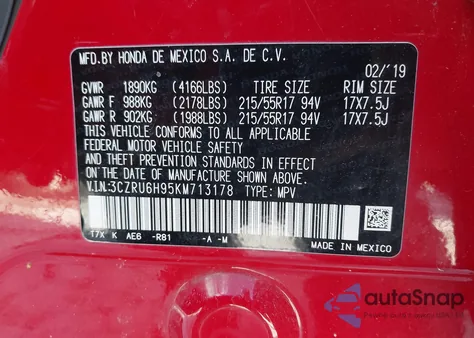 MFD.BY HONDA DE MEXICO S.A. DE C.V.
02/'19
GVWR 1890KG (4166LBS) TIRE SIZE RIM SIZE
GAWR F 988KG (2178LBS) 215/55R17 94V 17X7.5J
GAWR R 902KG (1988LBS) 215/55R17 94V 17X7.5J
THIS VEHICLE CONFORMS TO ALL APPLICABLE
FEDERAL MOTOR VEHICLE SAFETY
AND THEFT PREVENTION STANDARDS IN EFFECT
ON THE DATE OF MANUFACTURE SHOWN ABOVE.
V.I.N:3CZRU6H95KM713178 TYPE: MPV
T7X K AE6 -R81 -A -M
MADE IN MEXICO
autoSnap